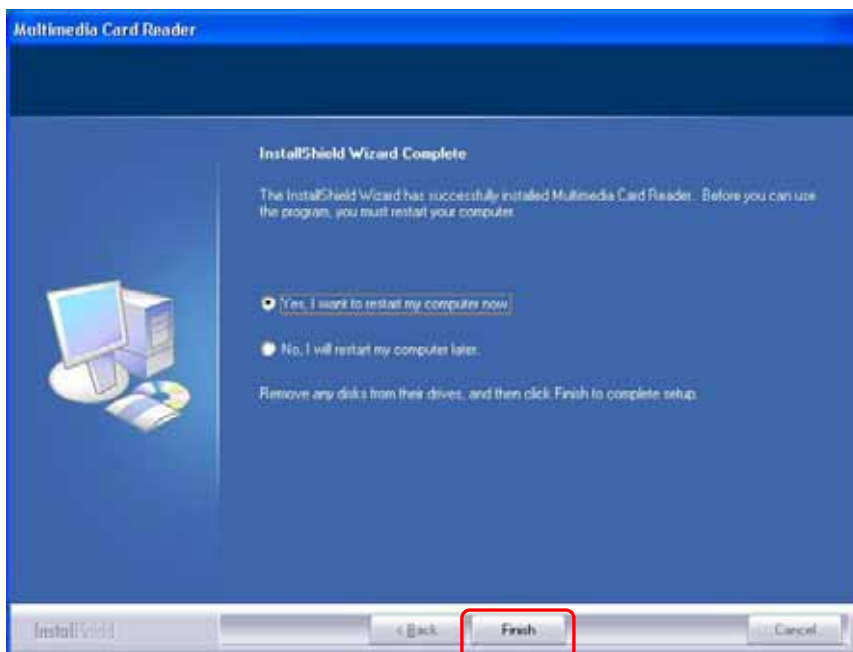 Multimedia Card Reader
InstallShield Wizard Complete
The InstallShield Wizard has successfully installed Multimedia Card Reader. Before you can use
the program, you must restart your computer.
Yes, I want to restart my computer now.
No, I will restart my computer later.
Remove any disks from their drives, and then click Finish to complete setup.
InstallShield
< Back
Finish
Cancel